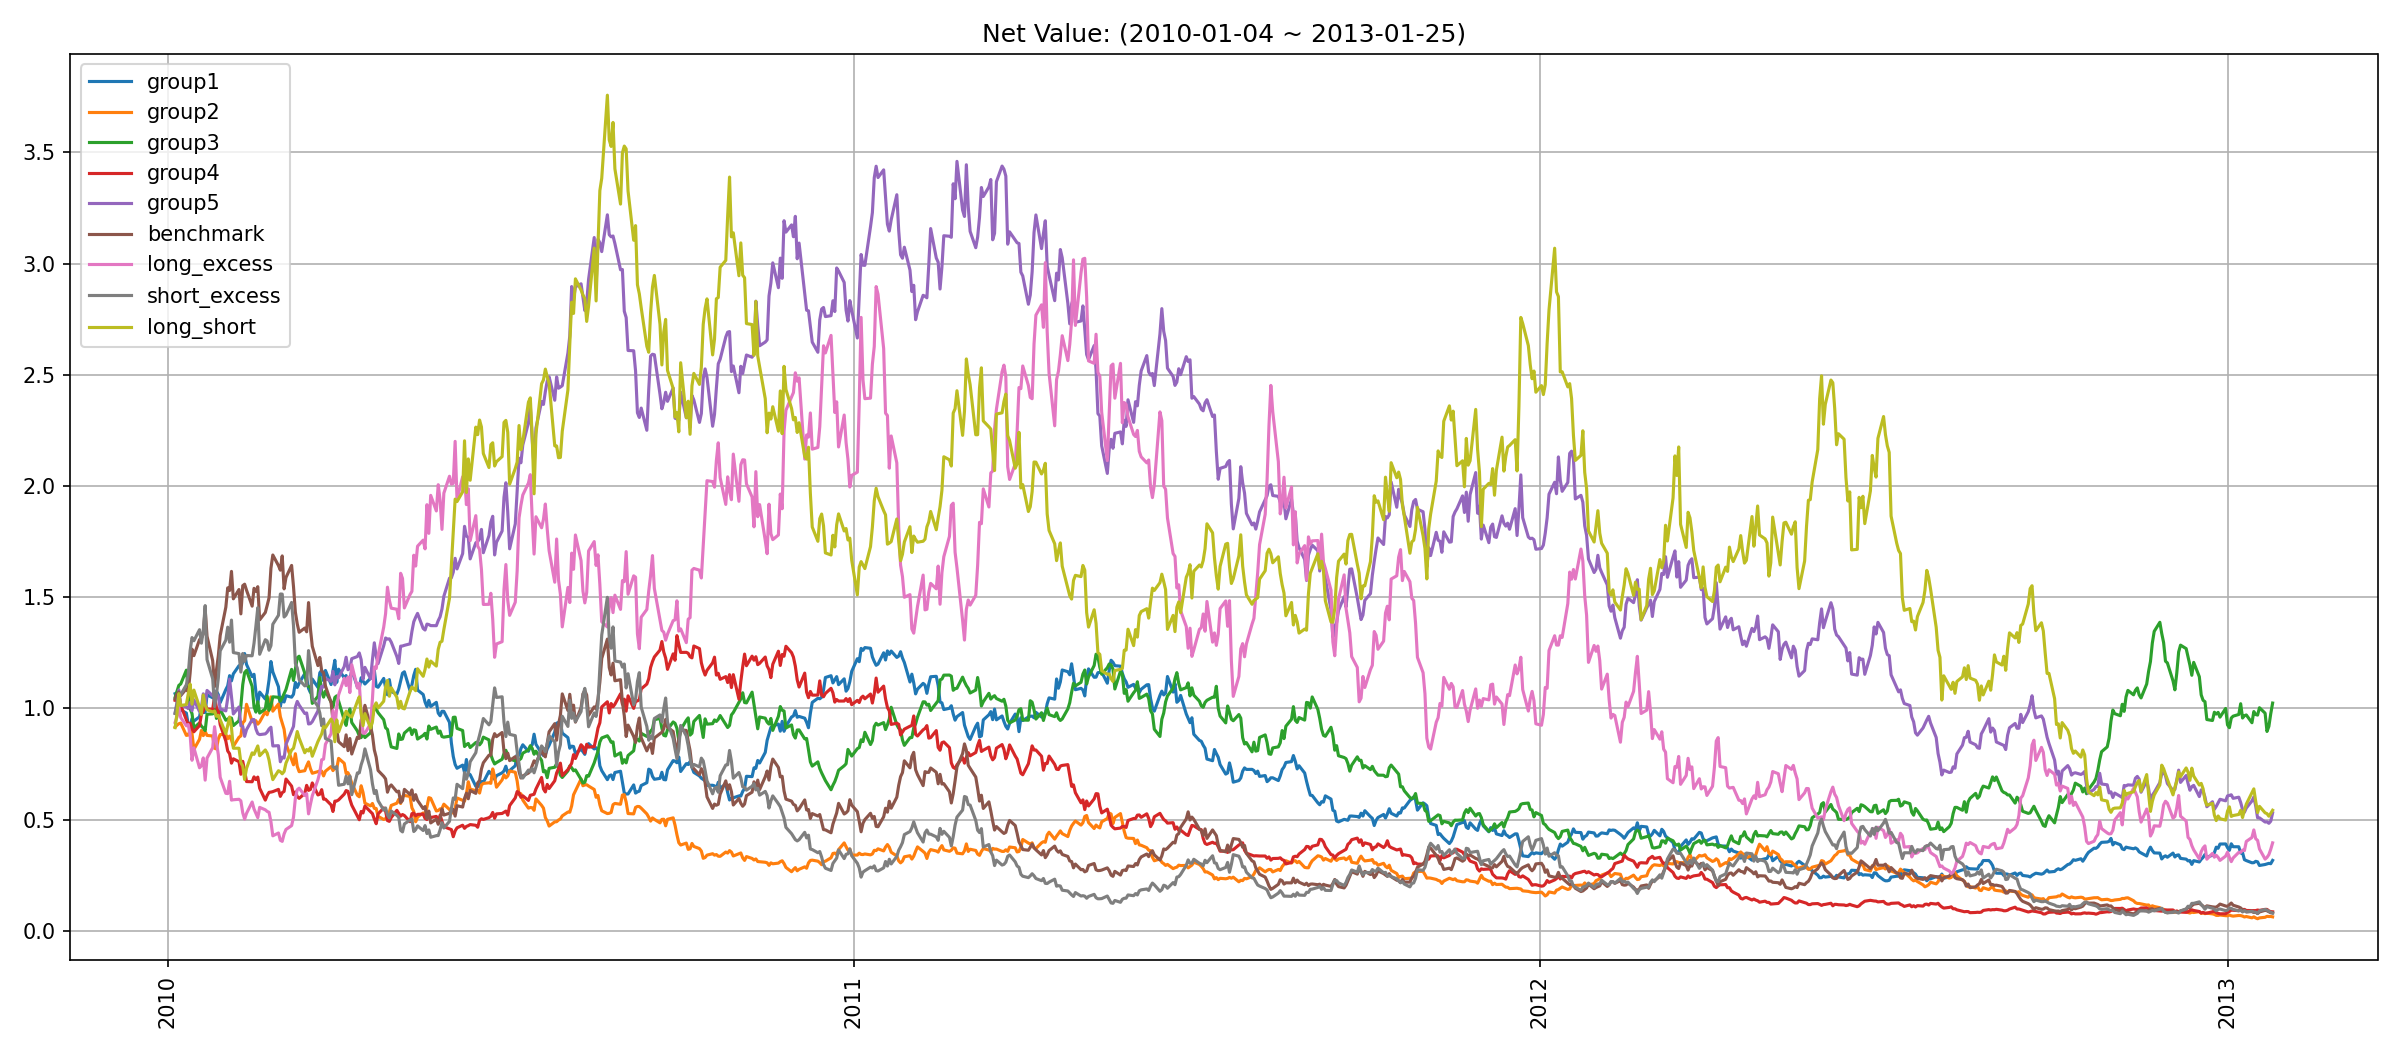 Net Value: (2010-01-04 ~ 2013-01-25)
group1
group2
group3
group4
group5
benchmark
long_excess
short_excess
long_short
3.5
3.0
2.5
2.0
1.5
1.0
0.5
0.0
2010
2011
2012
2013